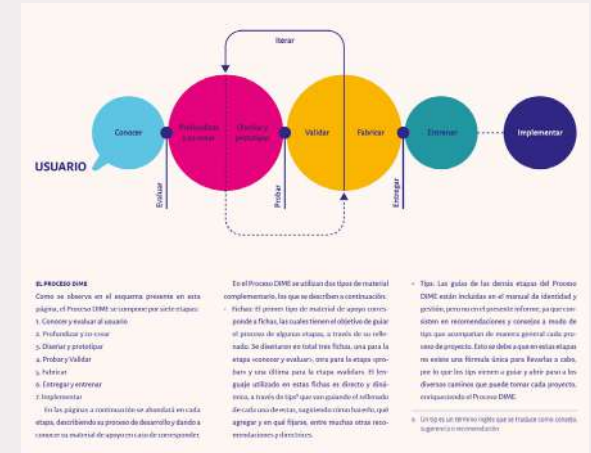 Iterar
Conocer
Profundizar
y co-crear
Diseñar y
prototipar
Validar
Fabricar
Entrenar
Implementar
USUARIO
Evaluar
Probar
Entregar
EL PROCESO DIME
Como se observa en el esquema presente en esta
página, el Proceso DIME se compone por siete etapas:
1. Conocer y evaluar al usuario
2. Profundizar y co-crear
3. Diseñar y prototipar
4. Probar y Validar
5. Fabricar
6. Entregar y entrenar
7. Implementar
En las páginas a continuación se ahondará en cada
etapa, describiendo su proceso de desarrollo y dando a
conocer su material de apoyo en caso de corresponder.
En el Proceso DIME se utilizan dos tipos de material
complementario, los que se describen a continuación:
- Fichas: El primer tipo de material de apoyo corres-
ponde a fichas, las cuales tienen el objetivo de guiar
el proceso de algunas etapas, a través de su relle-
nado. Se diseñaron en total tres fichas, una para la
etapa «conocer y evaluar», otra para la etapa «pro-
bar» y una última para la etapa «validar». El len-
guaje utilizado en estas fichas es directo y diná-
mico, a través de tips⁶ que van guiando el rellenado
de cada una de estas, sugiriendo cómo hacerlo, qué
agregar y en qué fijarse, entre muchas otras reco-
mendaciones y directrices.
- Tips: Las guías de las demás etapas del Proceso
DIME están incluidas en el manual de identidad y
gestión, pero no en el presente informe, ya que con-
sisten en recomendaciones y consejos a modo de
tips que acompañan de manera general cada pro-
ceso de proyecto. Esto se debe a que en estas etapas
no existe una fórmula única para llevarlas a cabo,
por lo que los tips vienen a guiar y abrir paso a los
diversos caminos que puede tomar cada proyecto,
enriqueciendo el Proceso DIME.
6 Un tip es un término inglés que se traduce como consejo,
sugerencia o recomendación